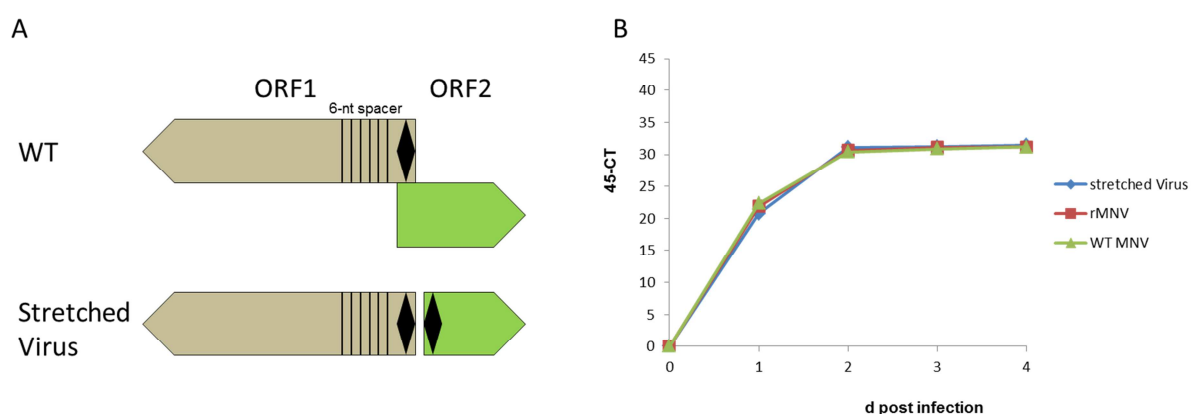 A
ORF1
ORF2
6-nt spacer
WT
Stretched
Virus
B
45-CT
45
40
35
30
25
20
15
10
5
0
0 1 2 3 4
d post infection
stretched Virus
rMNV
WT MNV